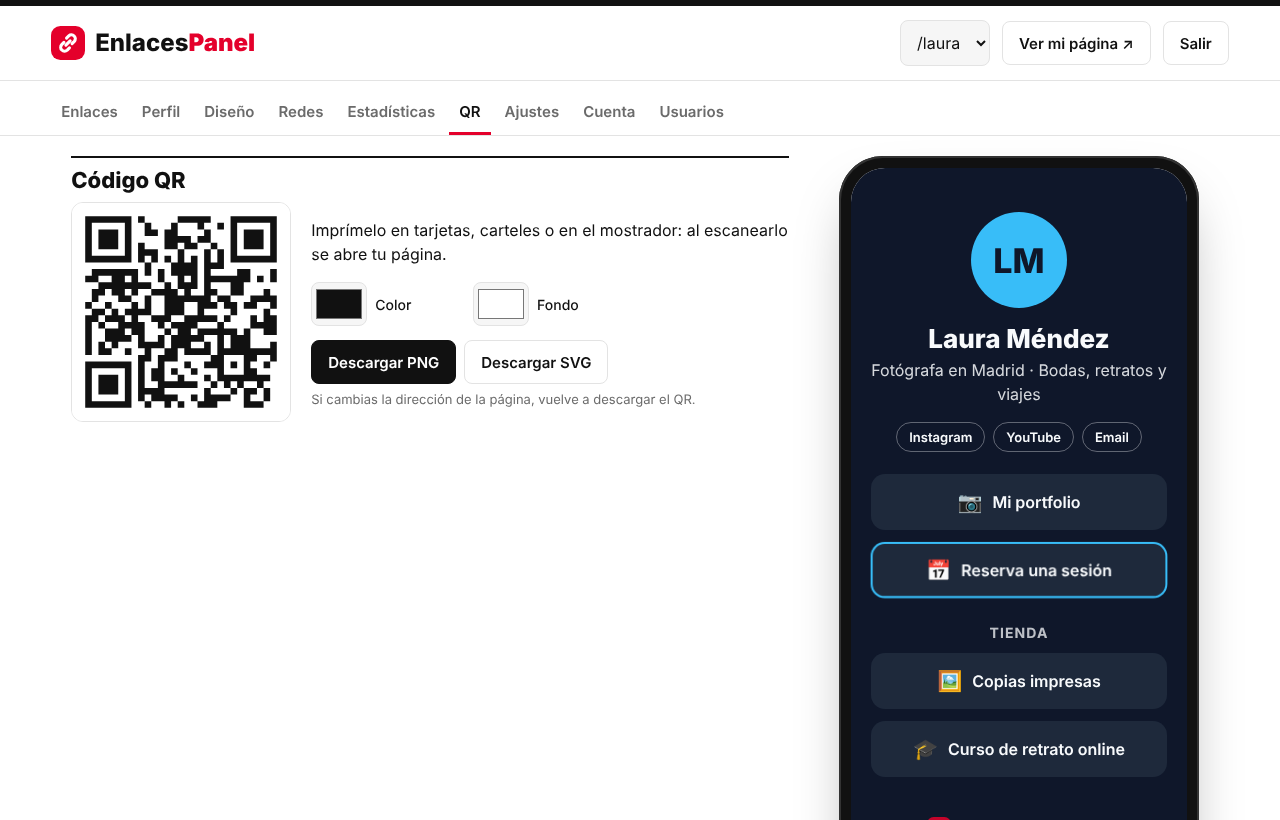 EnlacesPanel
/laura
Ver mi página ↗
Salir
Enlaces
Perfil
Diseño
Redes
Estadísticas
QR
Ajustes
Cuenta
Usuarios
Código QR
Imprímelo en tarjetas, carteles o en el mostrador: al escanearlo
se abre tu página.
Color
Fondo
Descargar PNG
Descargar SVG
Si cambias la dirección de la página, vuelve a descargar el QR.
LM
Laura Méndez
Fotógrafa en Madrid · Bodas, retratos y
viajes
Instagram
YouTube
Email
Mi portfolio
Reserva una sesión
TIENDA
Copias impresas
Curso de retrato online